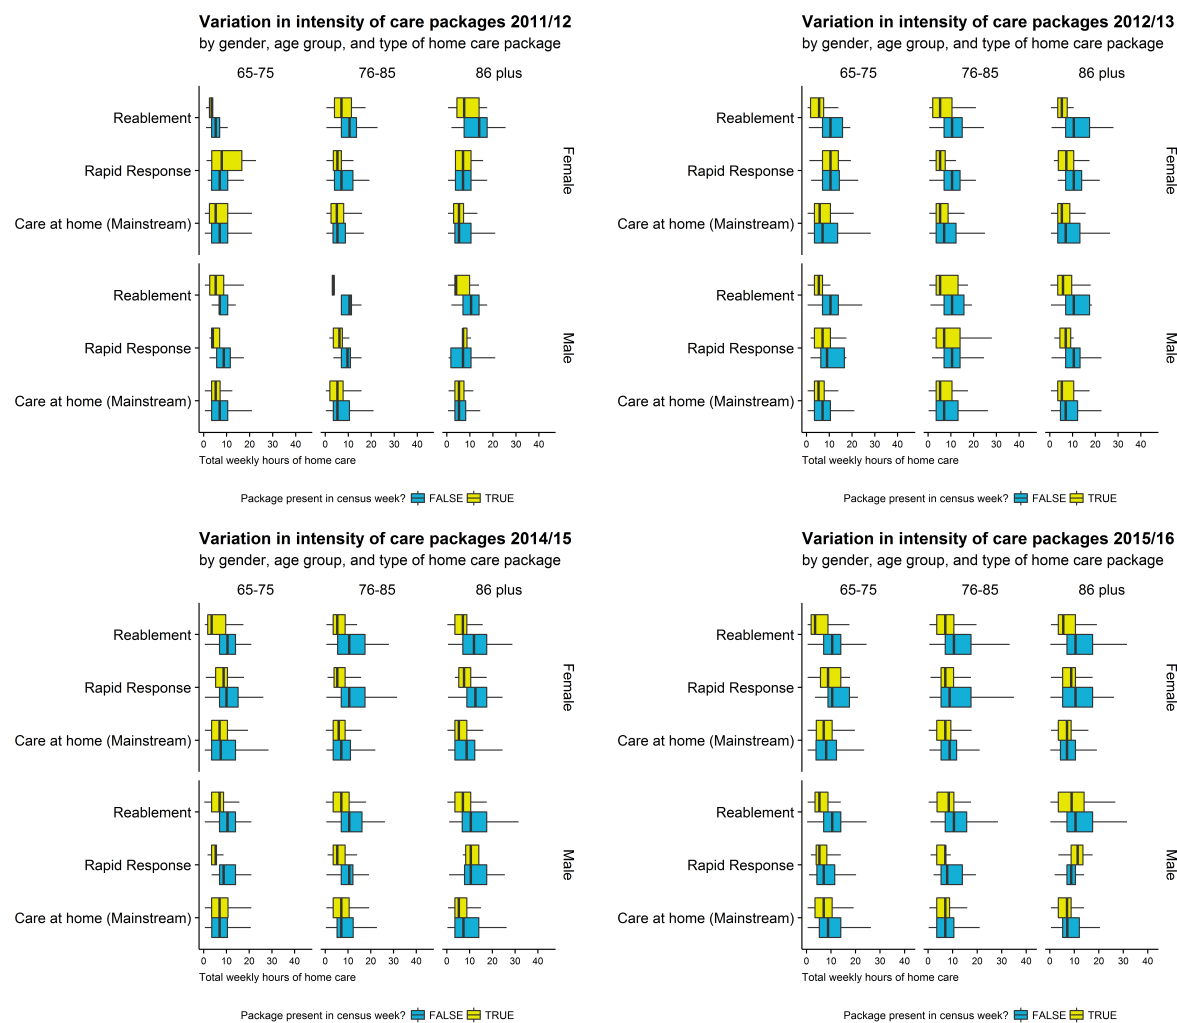 Variation in intensity of care packages 2011/12
by gender, age group, and type of home care package
65-75 76-85 86 plus
Reablement
Rapid Response
Care at home (Mainstream)
Female
Reablement
Rapid Response
Care at home (Mainstream)
Male
0 10 20 30 40 0 10 20 30 40 0 10 20 30 40
Total weekly hours of home care
Package present in census week? FALSE TRUE
Variation in intensity of care packages 2012/13
by gender, age group, and type of home care package
65-75 76-85 86 plus
Reablement
Rapid Response
Care at home (Mainstream)
Female
Reablement
Rapid Response
Care at home (Mainstream)
Male
0 10 20 30 40 0 10 20 30 40 0 10 20 30 40
Total weekly hours of home care
Package present in census week? FALSE TRUE
Variation in intensity of care packages 2014/15
by gender, age group, and type of home care package
65-75 76-85 86 plus
Reablement
Rapid Response
Care at home (Mainstream)
Female
Reablement
Rapid Response
Care at home (Mainstream)
Male
0 10 20 30 40 0 10 20 30 40 0 10 20 30 40
Total weekly hours of home care
Package present in census week? FALSE TRUE
Variation in intensity of care packages 2015/16
by gender, age group, and type of home care package
65-75 76-85 86 plus
Reablement
Rapid Response
Care at home (Mainstream)
Female
Reablement
Rapid Response
Care at home (Mainstream)
Male
0 10 20 30 40 0 10 20 30 40 0 10 20 30 40
Total weekly hours of home care
Package present in census week? FALSE TRUE